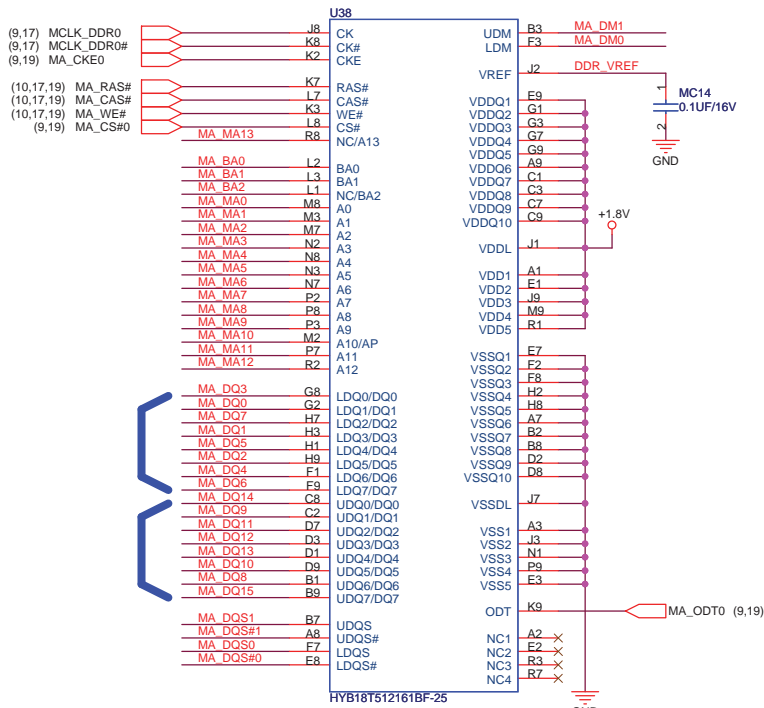 U38
(9,17) MCLK_DDR0 J8 CK UDM B3 MA_DM1
(9,17) MCLK_DDR0# K8 CK# LDM F3 MA_DM0
(9,19) MA_CKE0 K2 CKE
VREF J2 DDR_VREF
(10,17,19) MA_RAS# K7 RAS#
(10,17,19) MA_CAS# L7 CAS#
(10,17,19) MA_WE# K3 WE#
(9,19) MA_CS#0 L8 CS#
MA_MA13 R8 NC/A13
1 MC14
0.1UF/16V
2
GND
VDDQ1 E9
VDDQ2 G1
VDDQ3 G3
VDDQ4 G7
VDDQ5 G9
VDDQ6 A9
VDDQ7 C1
VDDQ8 C3
VDDQ9 C7
VDDQ10 C9
+1.8V
VDDL J1
VDD1 A1
VDD2 E1
VDD3 J9
VDD4 M9
VDD5 R1
MA_BA0 L2 BA0
MA_BA1 L3 BA1
MA_BA2 L1 NC/BA2
MA_MA0 M8 A0
MA_MA1 M3 A1
MA_MA2 M7 A2
MA_MA3 N2 A3
MA_MA4 N8 A4
MA_MA5 N3 A5
MA_MA6 N7 A6
MA_MA7 P2 A7
MA_MA8 P8 A8
MA_MA9 P3 A9
MA_MA10 M2 A10/AP
MA_MA11 P7 A11
MA_MA12 R2 A12
VSSQ1 E7
VSSQ2 F2
VSSQ3 F8
VSSQ4 H2
VSSQ5 H8
VSSQ6 A7
VSSQ7 B2
VSSQ8 B8
VSSQ9 D2
VSSQ10 D8
VSSDL J7
VSS1 A3
VSS2 J3
VSS3 N1
VSS4 P9
VSS5 E3
MA_DQ3 G8 LDQ0/DQ0
MA_DQ0 G2 LDQ1/DQ1
MA_DQ7 H7 LDQ2/DQ2
MA_DQ1 H3 LDQ3/DQ3
MA_DQ5 H1 LDQ4/DQ4
MA_DQ2 H9 LDQ5/DQ5
MA_DQ4 F1 LDQ6/DQ6
MA_DQ6 F9 LDQ7/DQ7
MA_DQ14 C8 UDQ0/DQ0
MA_DQ9 C2 UDQ1/DQ1
MA_DQ11 D7 UDQ2/DQ2
MA_DQ12 D3 UDQ3/DQ3
MA_DQ13 D1 UDQ4/DQ4
MA_DQ10 D9 UDQ5/DQ5
MA_DQ8 B1 UDQ6/DQ6
MA_DQ15 B9 UDQ7/DQ7
ODT K9 MA_ODT0 (9,19)
MA_DQS1 B7 UDQS
MA_DQS#1 A8 UDQS#
MA_DQS0 F7 LDQS
MA_DQS#0 E8 LDQS#
NC1 A2
NC2 E2
NC3 R3
NC4 R7
HYB18T512161BF-25